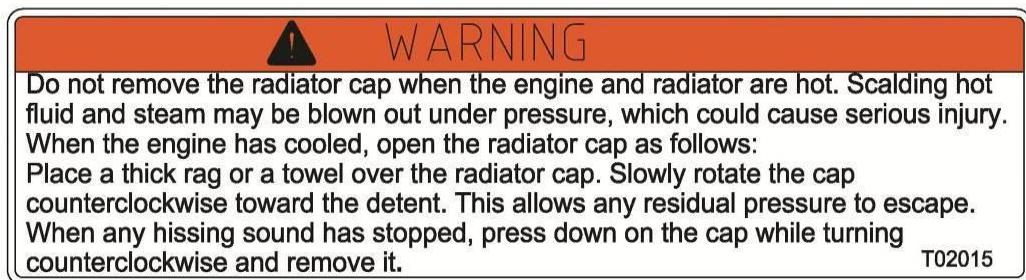 WARNING
Do not remove the radiator cap when the engine and radiator are hot. Scalding hot
fluid and steam may be blown out under pressure, which could cause serious injury.
When the engine has cooled, open the radiator cap as follows:
Place a thick rag or a towel over the radiator cap. Slowly rotate the cap
counterclockwise toward the detent. This allows any residual pressure to escape.
When any hissing sound has stopped, press down on the cap while turning
counterclockwise and remove it. T02015